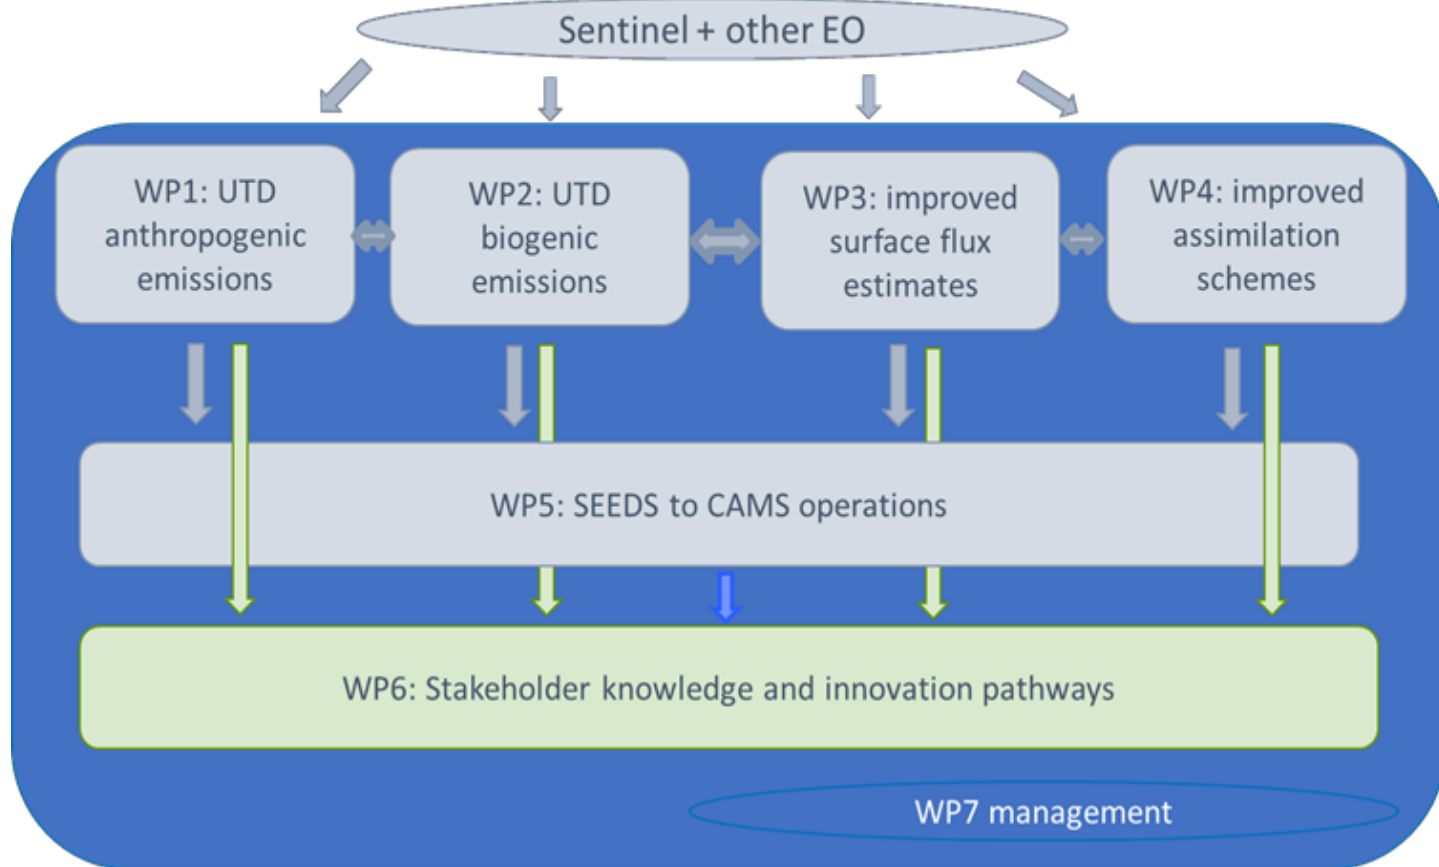 Sentinel + other EO
WP1: UTD
anthropogenic
emissions
WP2: UTD
biogenic
emissions
WP3: improved
surface flux
estimates
WP4: improved
assimilation
schemes
WP5: SEEDS to CAMS operations
WP6: Stakeholder knowledge and innovation pathways
WP7 management